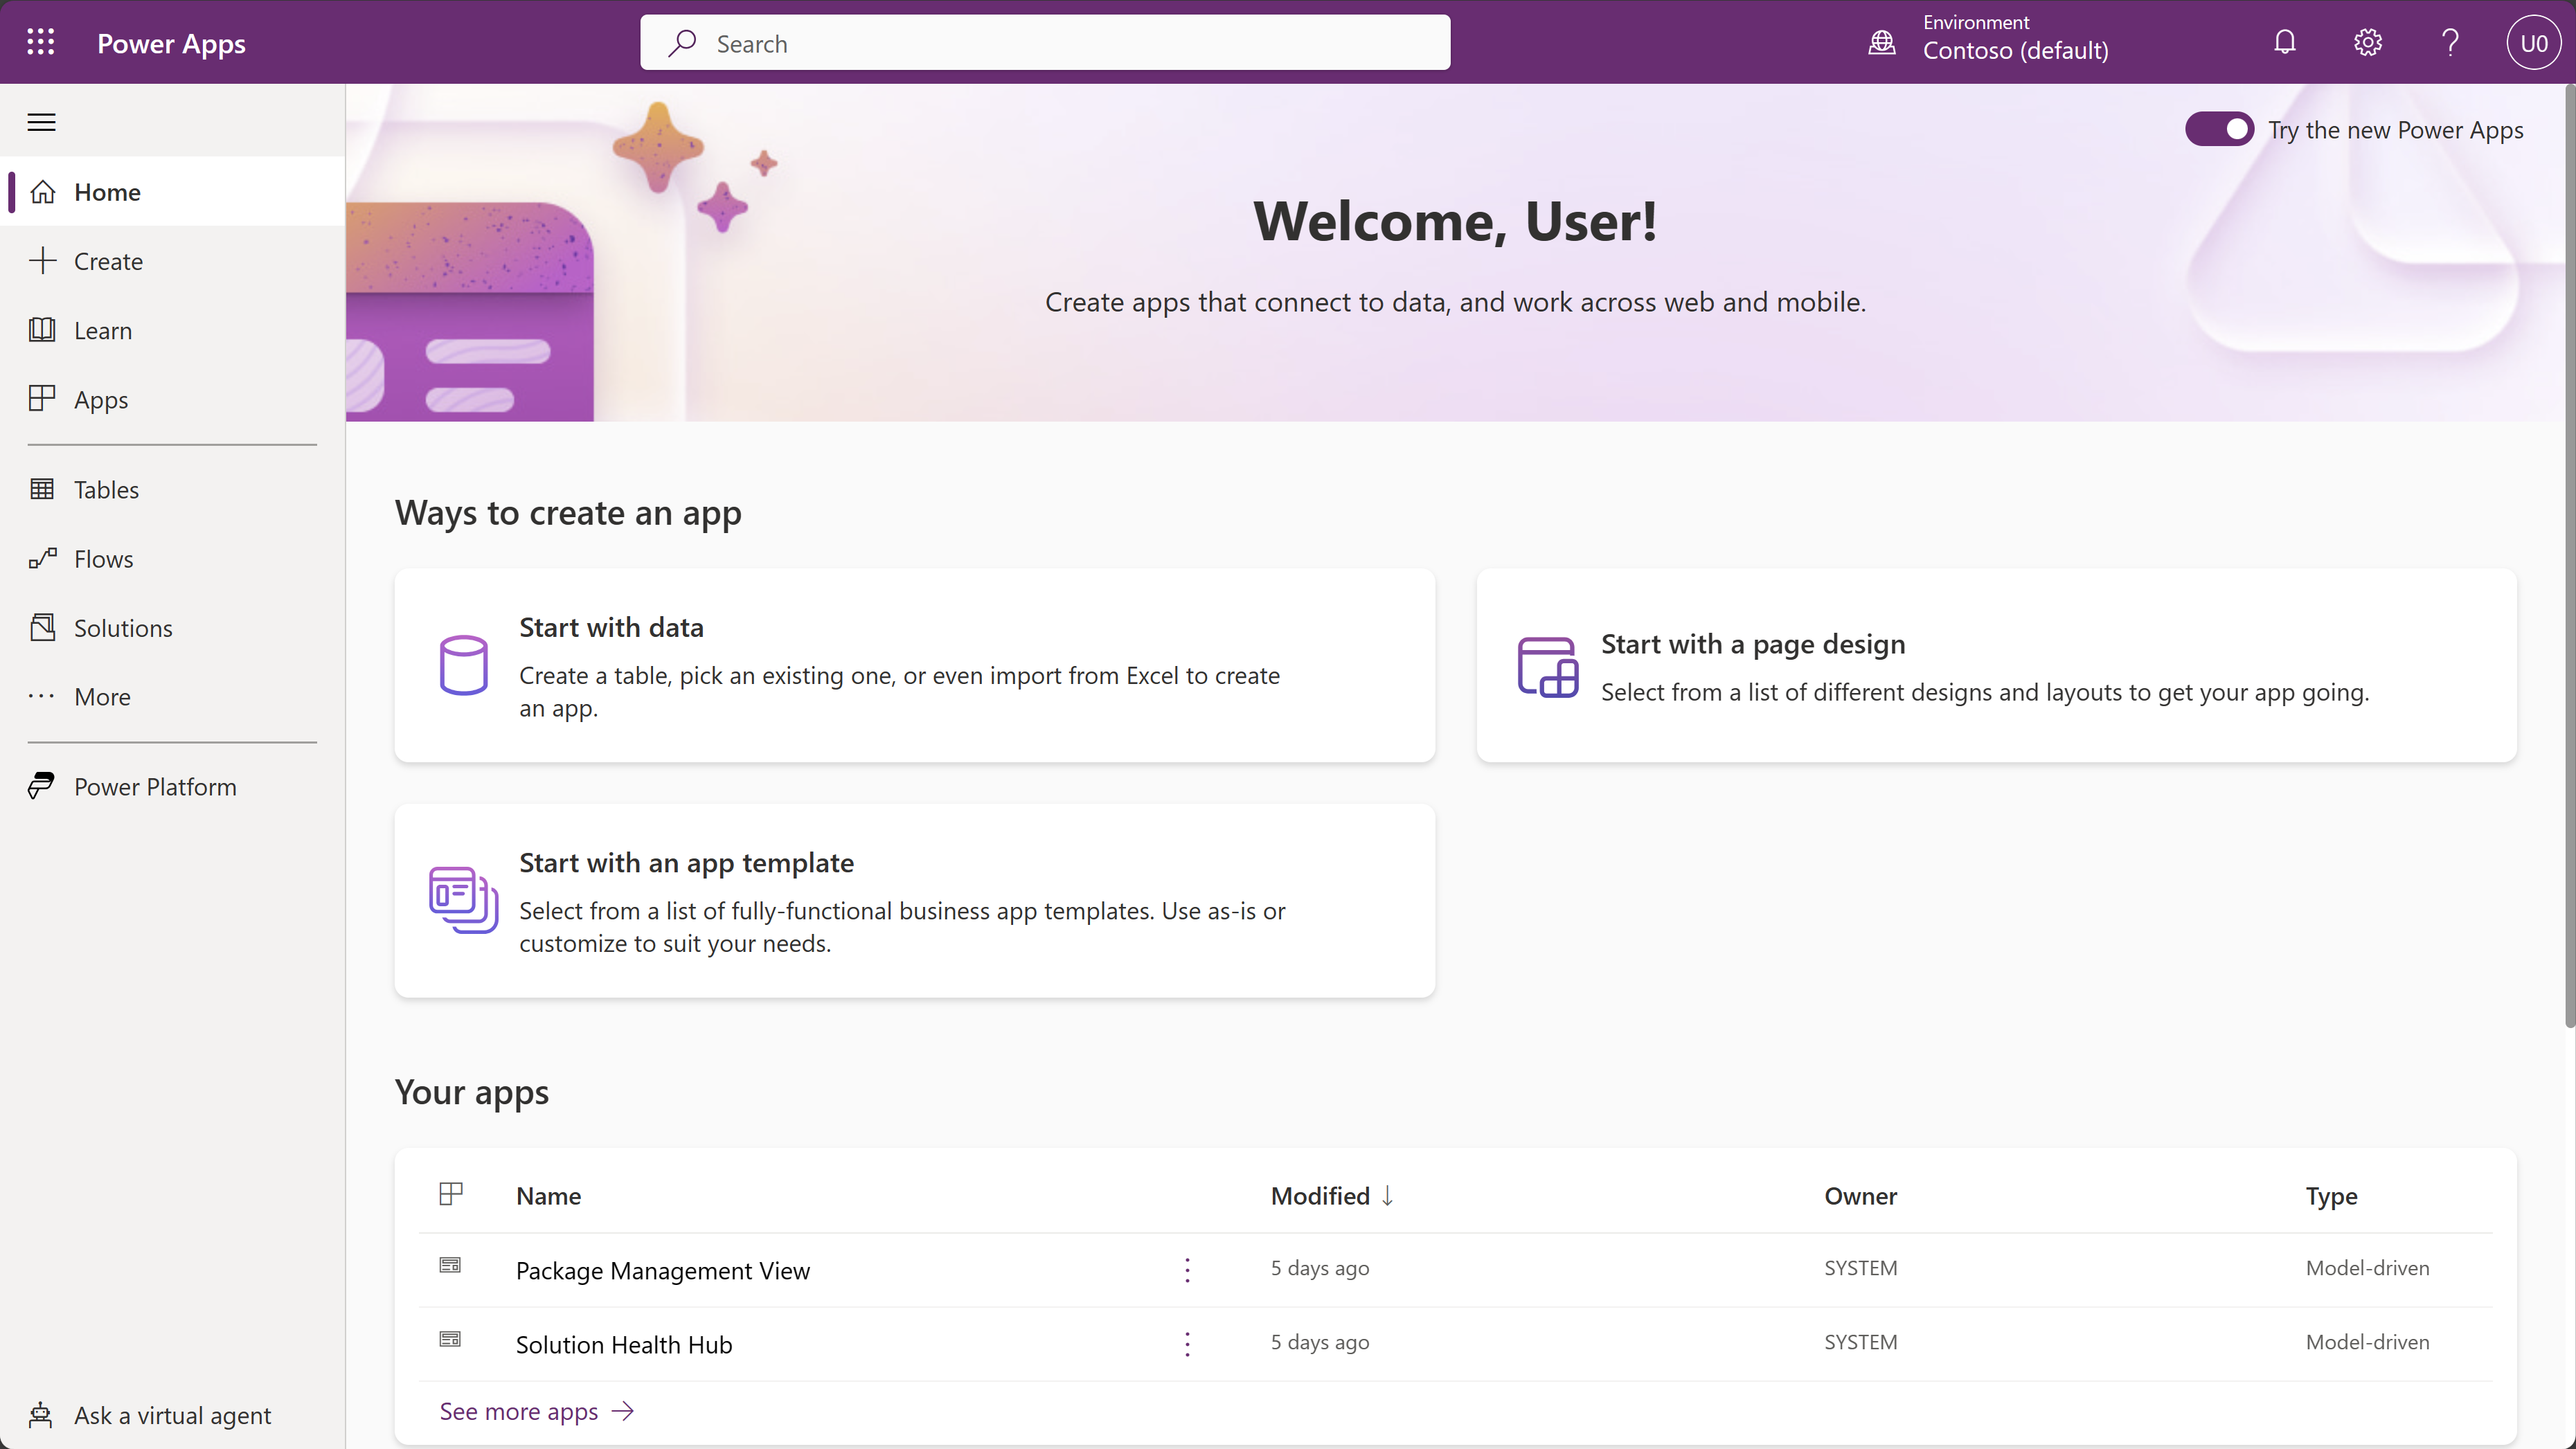 Power Apps
Search
Environment
Contoso (default)
U0
Home
Create
Learn
Apps
Tables
Flows
Solutions
More
Power Platform
Ask a virtual agent
Try the new Power Apps
Welcome, User!
Create apps that connect to data, and work across web and mobile.
Ways to create an app
Start with data
Create a table, pick an existing one, or even import from Excel to create
an app.
Start with a page design
Select from a list of different designs and layouts to get your app going.
Start with an app template
Select from a list of fully-functional business app templates. Use as-is or
customize to suit your needs.
Your apps
Name Modified ↓ Owner Type
Package Management View 5 days ago SYSTEM Model-driven
Solution Health Hub 5 days ago SYSTEM Model-driven
See more apps →